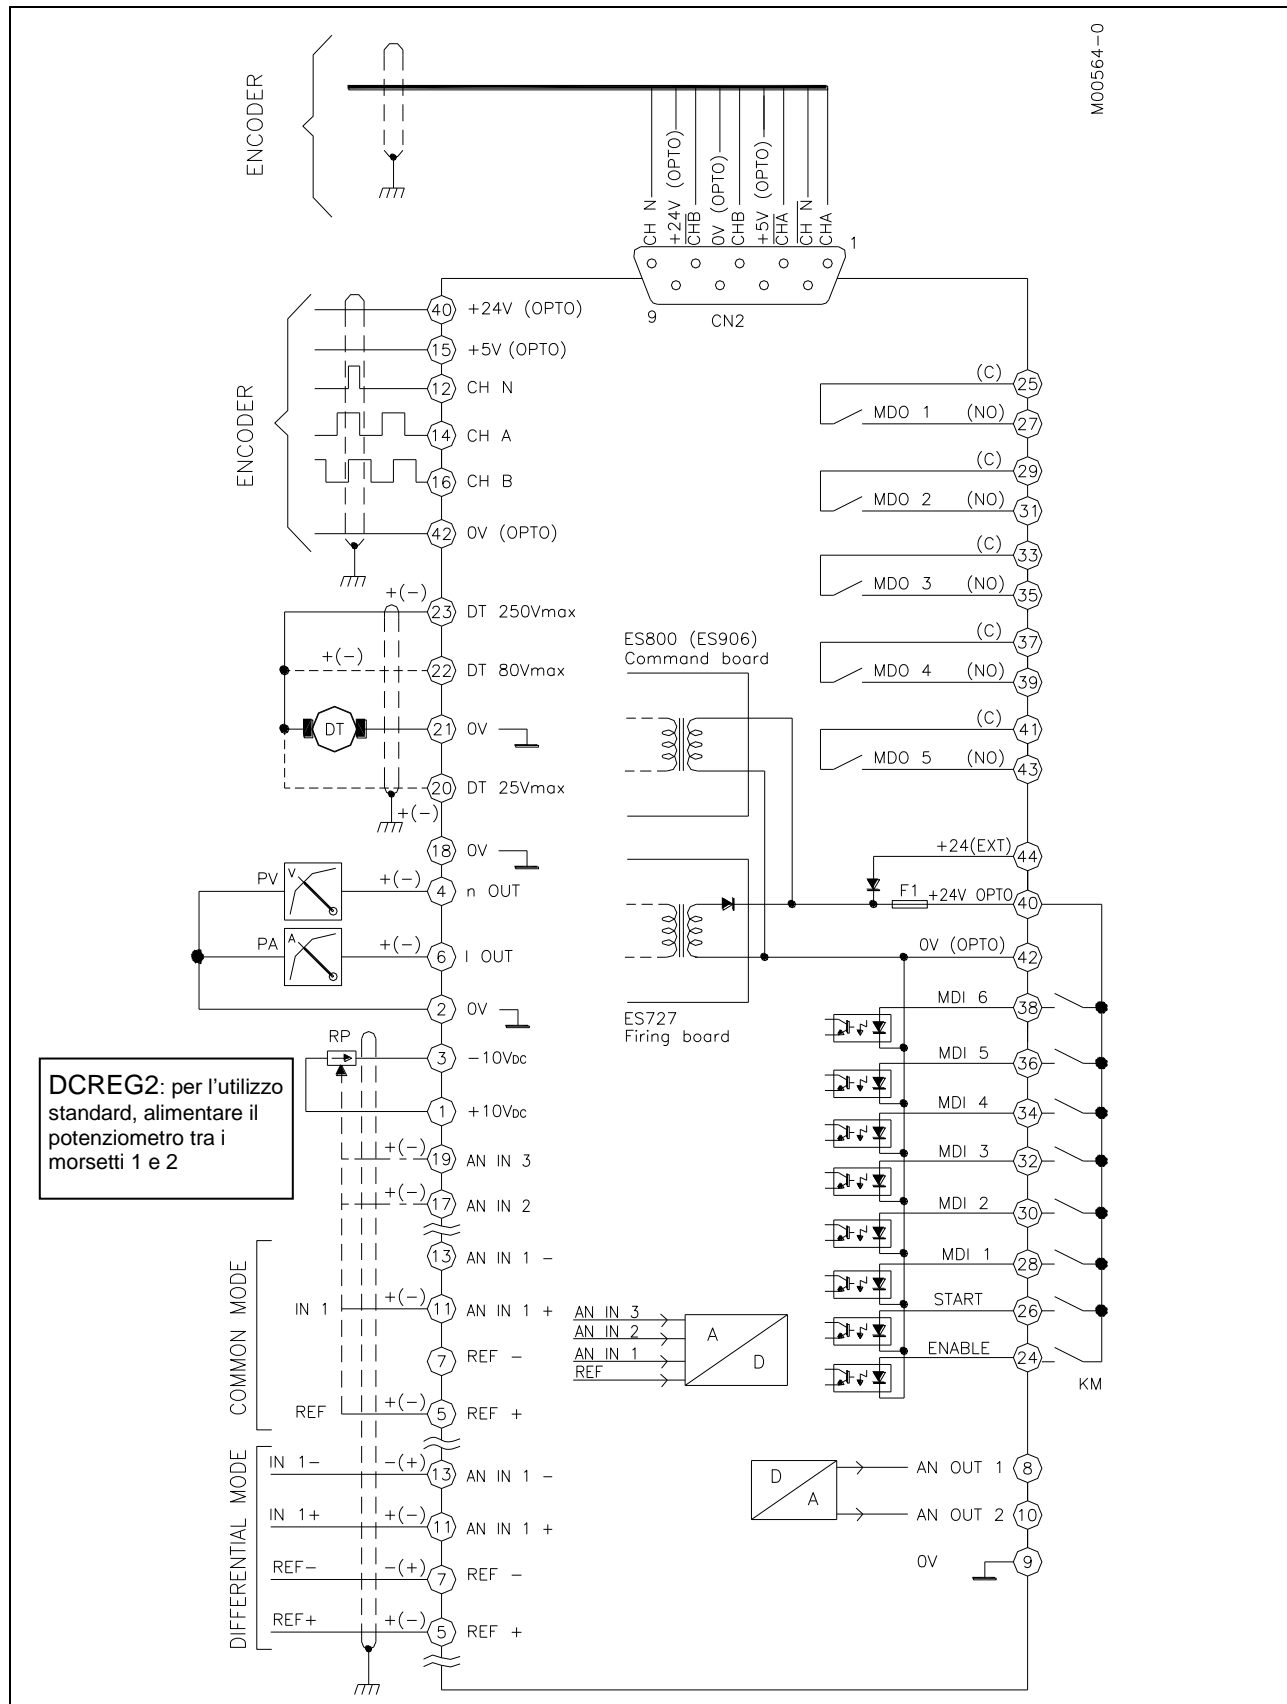 M00564-0
ENCODER
CH N
+24V (OPTO)
CHB
0V (OPTO)
CHB
+5V (OPTO)
CHA
CH N
CHA
1
9
CN2
ENCODER
40 +24V (OPTO)
15 +5V (OPTO)
12 CH N
14 CH A
16 CH B
42 0V (OPTO)
+(-) 23 DT 250Vmax
+(-) 22 DT 80Vmax
DT 21 0V
20 DT 25Vmax
+(-)
18 0V
PV V +(-) 4 n OUT
PA A +(-) 6 I OUT
2 0V
RP 3 -10VDC
1 +10VDC
+(-) 19 AN IN 3
+(-) 17 AN IN 2
DCREG2: per l'utilizzo
standard, alimentare il
potenziometro tra i
morsetti 1 e 2
COMMON MODE
13 AN IN 1 -
IN 1 +(-) 11 AN IN 1 +
7 REF -
REF +(-) 5 REF +
DIFFERENTIAL MODE
IN 1- -(+) 13 AN IN 1 -
IN 1+ +(-) 11 AN IN 1 +
REF- -(+) 7 REF -
REF+ +(-) 5 REF +
ES800 (ES906)
Command board
ES727
Firing board
AN IN 3
AN IN 2
AN IN 1
REF
A
D
(C) 25
MDO 1 (NO) 27
(C) 29
MDO 2 (NO) 31
(C) 33
MDO 3 (NO) 35
(C) 37
MDO 4 (NO) 39
(C) 41
MDO 5 (NO) 43
+24(EXT) 44
F1 +24V OPTO 40
0V (OPTO) 42
MDI 6 38
MDI 5 36
MDI 4 34
MDI 3 32
MDI 2 30
MDI 1 28
START 26
ENABLE 24
KM
D
A
AN OUT 1 8
AN OUT 2 10
0V 9